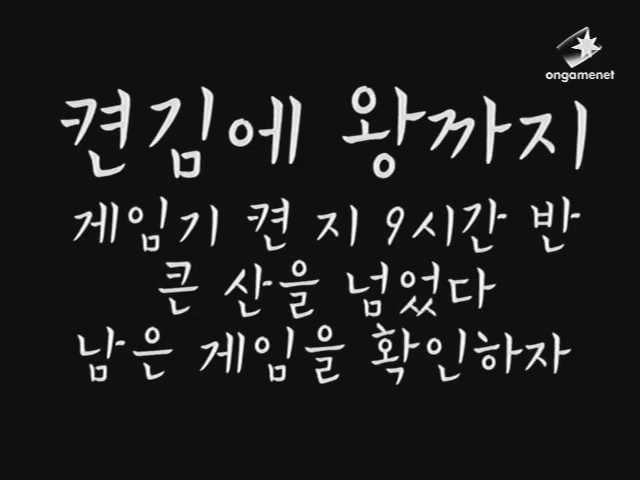 ongamenet
켠김에 왕까지
게임기 켠 지 9시간 반
큰 산을 넘었다
남은 게임을 확인하자